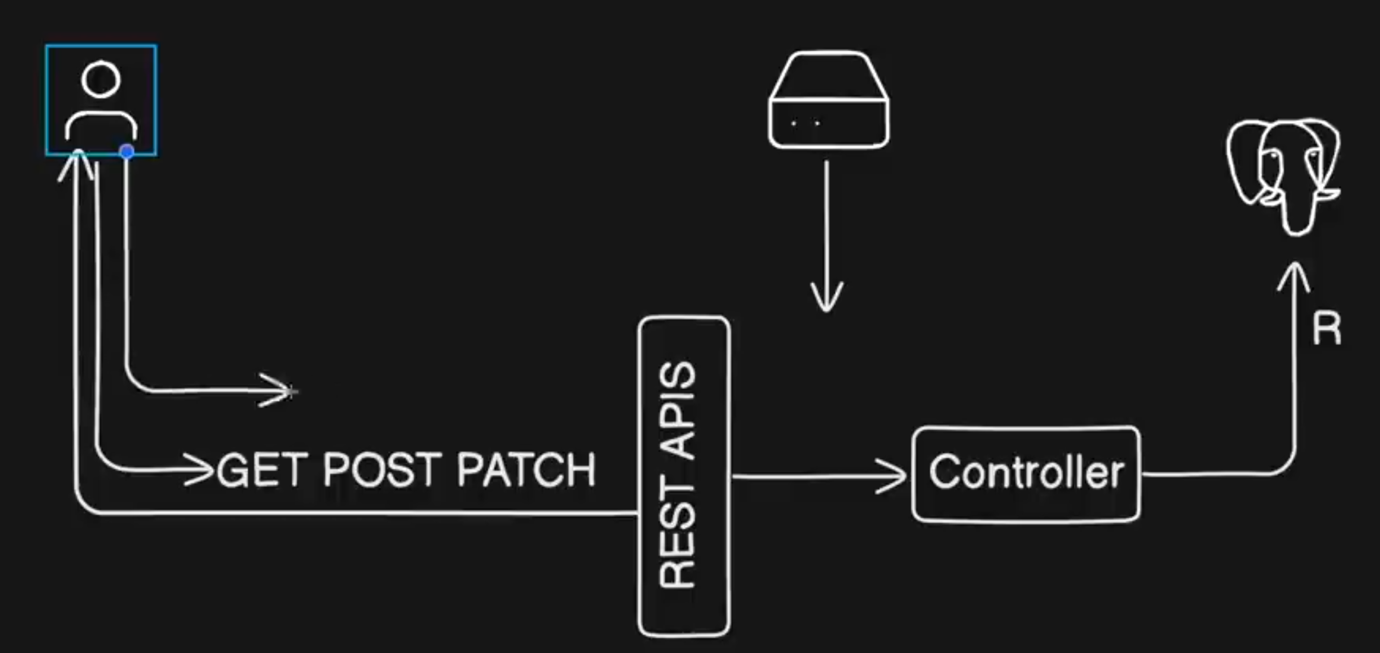 R
GET POST PATCH
REST APIS
Controller